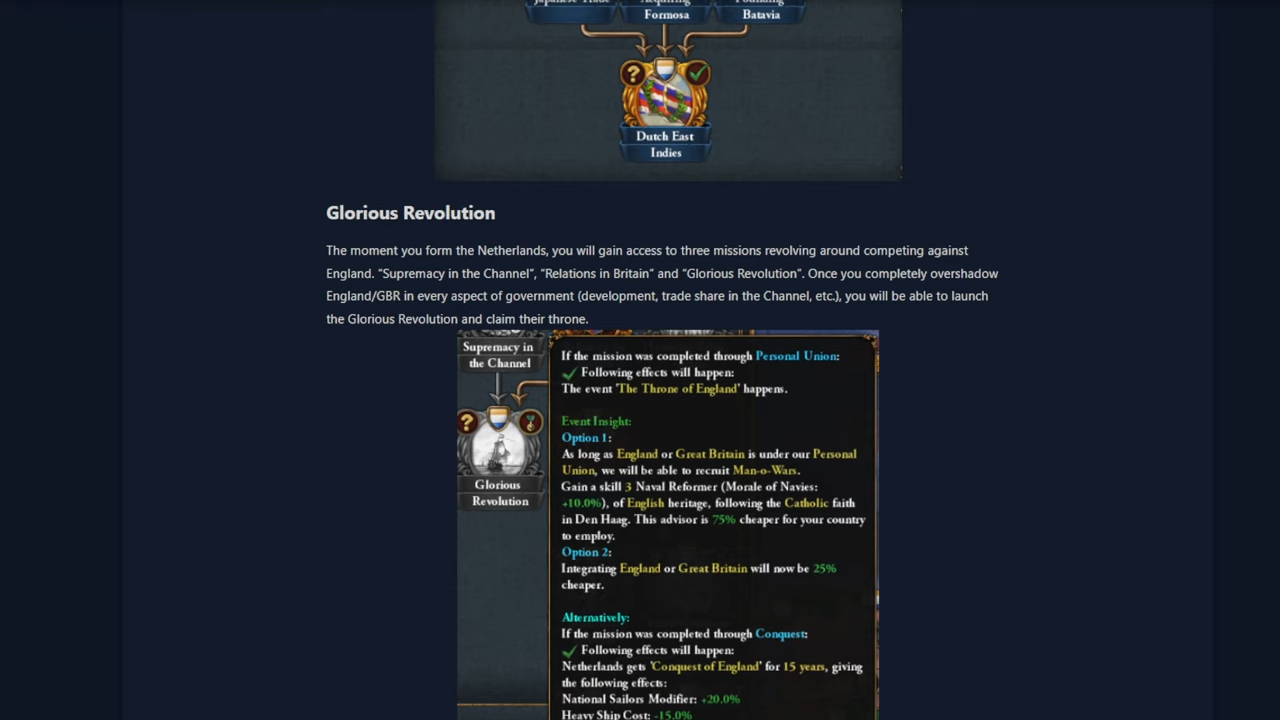 Japanese Trade
Acquiring
Formosa
Founding
Batavia
Dutch East
Indies
Glorious Revolution
The moment you form the Netherlands, you will gain access to three missions revolving around competing against
England. “Supremacy in the Channel”, “Relations in Britain” and “Glorious Revolution”. Once you completely overshadow
England/GBR in every aspect of government (development, trade share in the Channel, etc.), you will be able to launch
the Glorious Revolution and claim their throne.
Supremacy in
the Channel
Glorious
Revolution
If the mission was completed through Personal Union:
Following effects will happen:
The event 'The Throne of England' happens.
Event Insight:
Option 1:
As long as England or Great Britain is under our Personal
Union, we will be able to recruit Man-o-Wars.
Gain a skill 3 Naval Reformer (Morale of Navies:
+10.0%), of English heritage, following the Catholic faith
in Den Haag. This advisor is 75% cheaper for your country
to employ.
Option 2:
Integrating England or Great Britain will now be 25%
cheaper.
Alternatively:
If the mission was completed through Conquest:
Following effects will happen:
Netherlands gets 'Conquest of England' for 15 years, giving
the following effects:
National Sailors Modifier: +20.0%
Heavy Ship Cost: -15.0%